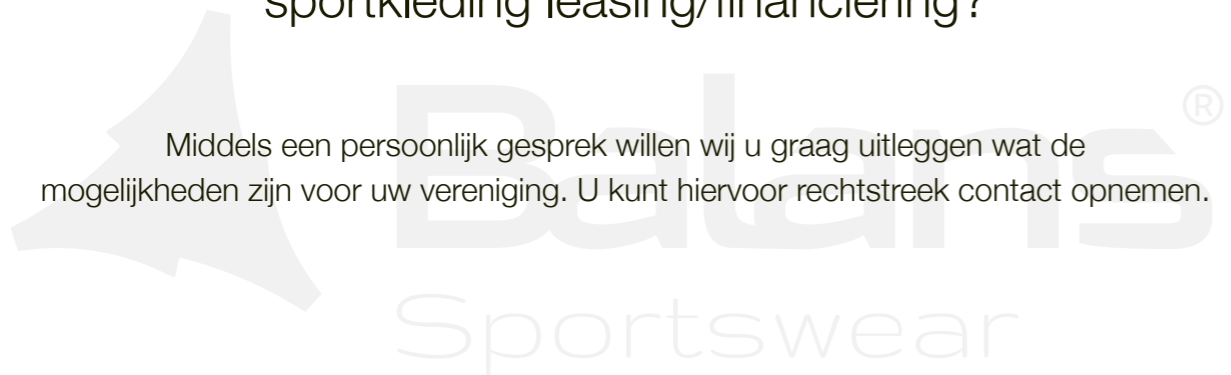 sportkleding leasing/financiering?
Middels een persoonlijk gesprek willen wij u graag uitleggen wat de
mogelijkheden zijn voor uw vereniging. U kunt hiervoor rechtstreek contact opnemen.
Balans®
Sportswear